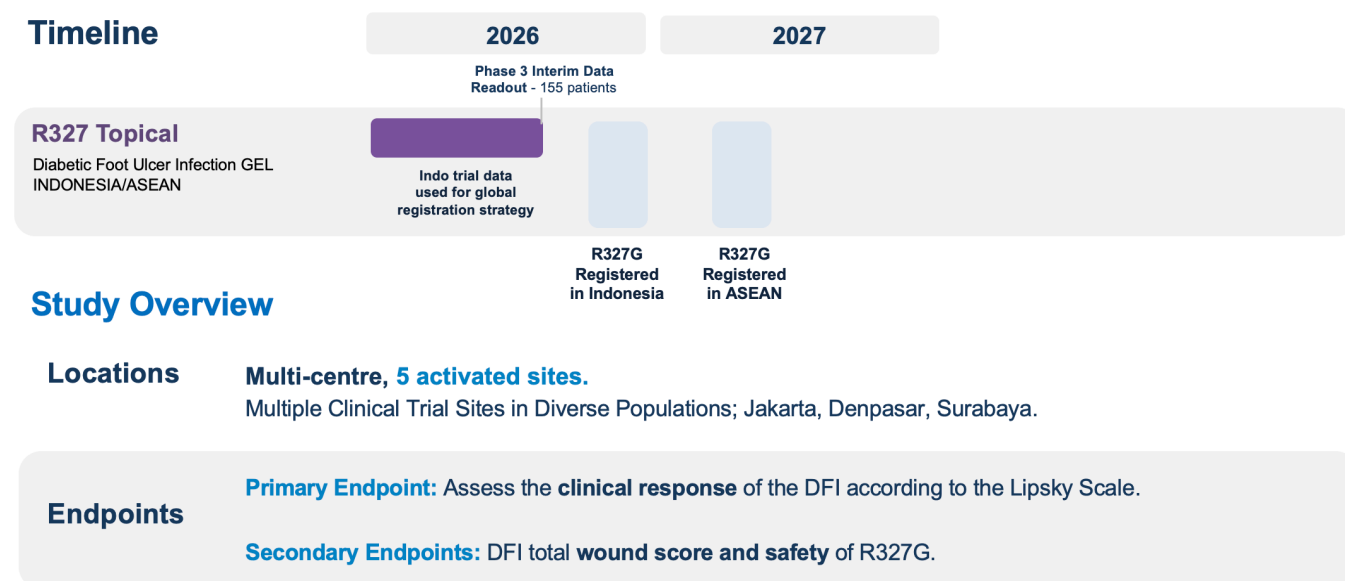 Timeline
2026
2027
Phase 3 Interim Data
Readout - 155 patients
R327 Topical
Diabetic Foot Ulcer Infection GEL
INDONESIA/ASEAN
Indo trial data
used for global
registration strategy
R327G
Registered
in Indonesia
R327G
Registered
in ASEAN
Study Overview
Locations
Multi-centre, 5 activated sites.
Multiple Clinical Trial Sites in Diverse Populations; Jakarta, Denpasar, Surabaya.
Endpoints
Primary Endpoint: Assess the clinical response of the DFI according to the Lipsky Scale.
Secondary Endpoints: DFI total wound score and safety of R327G.